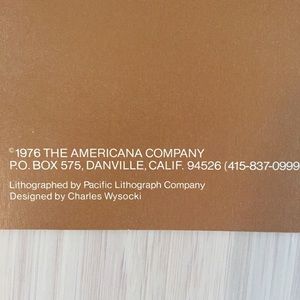 ©1976 THE AMERICANA COMPANY
P.O. BOX 575, DANVILLE, CALIF. 94526 (415-837-0999
Lithographed by Pacific Lithograph Company
Designed by Charles Wysocki